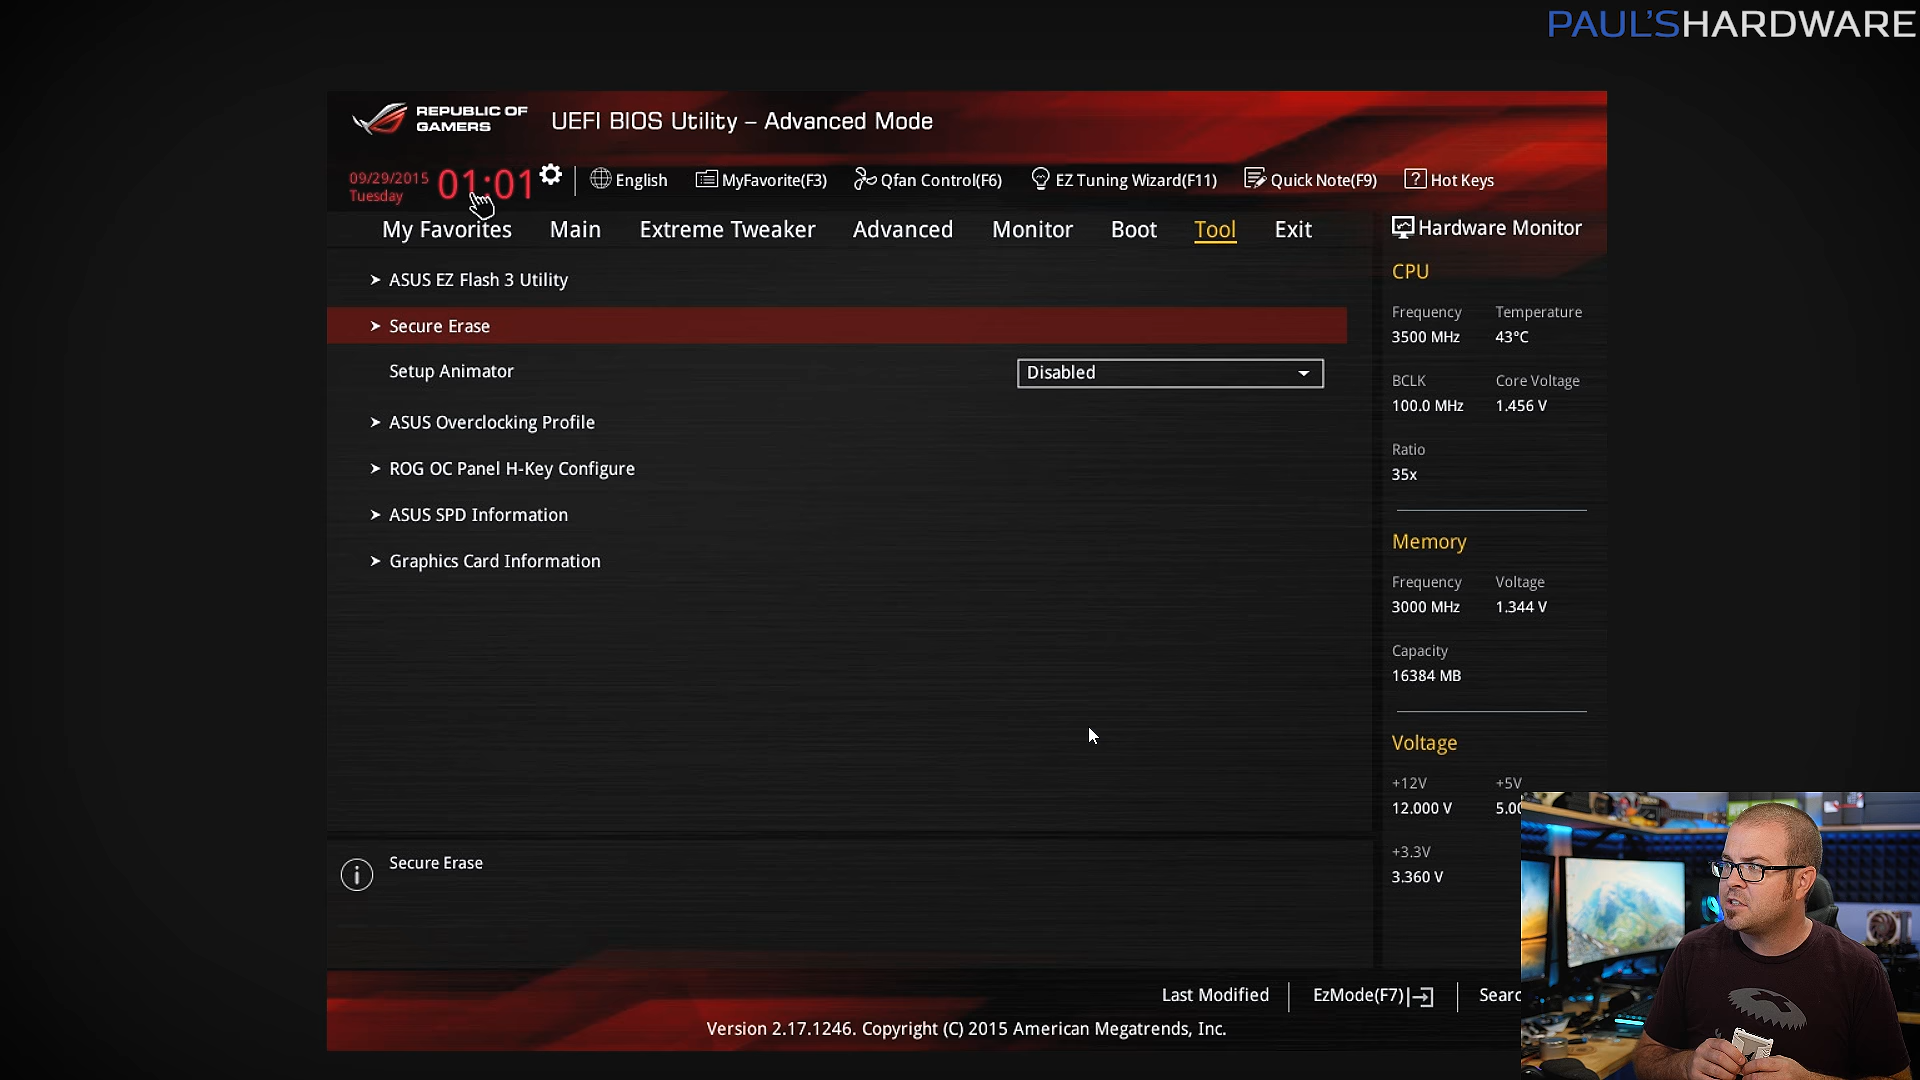 PAUL'SHARDWARE
REPUBLIC OF
GAMERS
UEFI BIOS Utility – Advanced Mode
09/29/2015
Tuesday
01:01
English
MyFavorite(F3)
Qfan Control(F6)
EZ Tuning Wizard(F11)
Quick Note(F9)
? Hot Keys
My Favorites
Main
Extreme Tweaker
Advanced
Monitor
Boot
Tool
Exit
Hardware Monitor
ASUS EZ Flash 3 Utility
Secure Erase
Setup Animator
Disabled
ASUS Overclocking Profile
ROG OC Panel H-Key Configure
ASUS SPD Information
Graphics Card Information
CPU
Frequency Temperature
3500 MHz 43°C
BCLK Core Voltage
100.0 MHz 1.456 V
Ratio
35x
Memory
Frequency Voltage
3000 MHz 1.344 V
Capacity
16384 MB
Voltage
+12V +5V
12.000 V 5.00
+3.3V
3.360 V
i Secure Erase
Last Modified
EzMode(F7)
Searc
Version 2.17.1246. Copyright (C) 2015 American Megatrends, Inc.